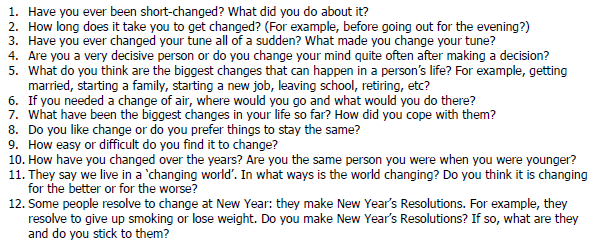 1. Have you ever been short-changed? What did you do about it?
2. How long does it take you to get changed? (For example, before going out for the evening?)
3. Have you ever changed your tune all of a sudden? What made you change your tune?
4. Are you a very decisive person or do you change your mind quite often after making a decision?
5. What do you think are the biggest changes that can happen in a person's life? For example, getting
married, starting a family, starting a new job, leaving school, retiring, etc?
6. If you needed a change of air, where would you go and what would you do there?
7. What have been the biggest changes in your life so far? How did you cope with them?
8. Do you like change or do you prefer things to stay the same?
9. How easy or difficult do you find it to change?
10. How have you changed over the years? Are you the same person you were when you were younger?
11. They say we live in a 'changing world'. In what ways is the world changing? Do you think it is changing
for the better or for the worse?
12. Some people resolve to change at New Year: they make New Year's Resolutions. For example, they
resolve to give up smoking or lose weight. Do you make New Year's Resolutions? If so, what are they
and do you stick to them?